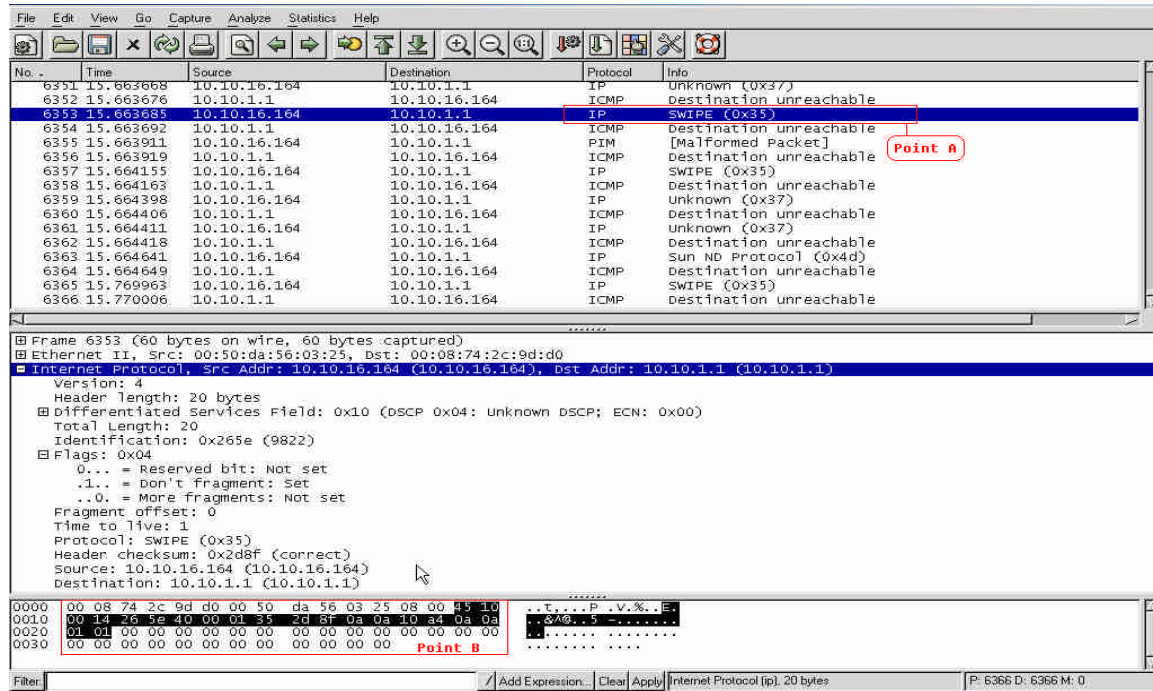 File Edit View Go Capture Analyze Statistics Help
No. . Time Source Destination Protocol Info
6351 15.663668 10.10.16.164 10.10.1.1 IP Unknown (0x37)
6352 15.663676 10.10.1.1 10.10.16.164 ICMP Destination unreachable
6353 15.663685 10.10.16.164 10.10.1.1 IP SWIPE (0x35)
6354 15.663692 10.10.1.1 10.10.16.164 ICMP Destination unreachable
6355 15.663911 10.10.16.164 10.10.1.1 PIM [Malformed Packet]
Point A
6356 15.663919 10.10.1.1 10.10.16.164 ICMP Destination unreachable
6357 15.664155 10.10.16.164 10.10.1.1 IP SWIPE (0x35)
6358 15.664163 10.10.1.1 10.10.16.164 ICMP Destination unreachable
6359 15.664398 10.10.16.164 10.10.1.1 IP Unknown (0x37)
6360 15.664406 10.10.1.1 10.10.16.164 ICMP Destination unreachable
6361 15.664411 10.10.16.164 10.10.1.1 IP Unknown (0x37)
6362 15.664418 10.10.1.1 10.10.16.164 ICMP Destination unreachable
6363 15.664641 10.10.16.164 10.10.1.1 IP Sun ND Protocol (0x4d)
6364 15.664649 10.10.1.1 10.10.16.164 ICMP Destination unreachable
6365 15.769963 10.10.16.164 10.10.1.1 IP SWIPE (0x35)
6366 15.770006 10.10.1.1 10.10.16.164 ICMP Destination unreachable
Frame 6353 (60 bytes on wire, 60 bytes captured)
Ethernet II, Src: 00:50:da:56:03:25, Dst: 00:08:74:2c:9d:d0
Internet Protocol, Src Addr: 10.10.16.164 (10.10.16.164), Dst Addr: 10.10.1.1 (10.10.1.1)
Version: 4
Header length: 20 bytes
Differentiated Services Field: 0x10 (DSCP 0x04: Unknown DSCP; ECN: 0x00)
Total Length: 20
Identification: 0x265e (9822)
Flags: 0x04
0... = Reserved bit: Not set
.1.. = Don't fragment: Set
..0. = More fragments: Not set
Fragment offset: 0
Time to live: 1
Protocol: SWIPE (0x35)
Header checksum: 0x2d8f (correct)
Source: 10.10.16.164 (10.10.16.164)
Destination: 10.10.1.1 (10.10.1.1)
0000 00 08 74 2c 9d d0 00 50 da 56 03 25 08 00 45 10 ..t,...P .V.%..E.
0010 00 14 26 5e 40 00 01 35 2d 8f 0a 0a 10 a4 0a 0a ..&^@..5 -.......
0020 01 01 00 00 00 00 00 00 00 00 00 00 00 00 00 00 ........ ........
0030 00 00 00 00 00 00 00 00 00 00 00 00 ........ ....
Point B
Filter: / Add Expression... Clear Apply Internet Protocol (ip), 20 bytes P: 6366 D: 6366 M: 0